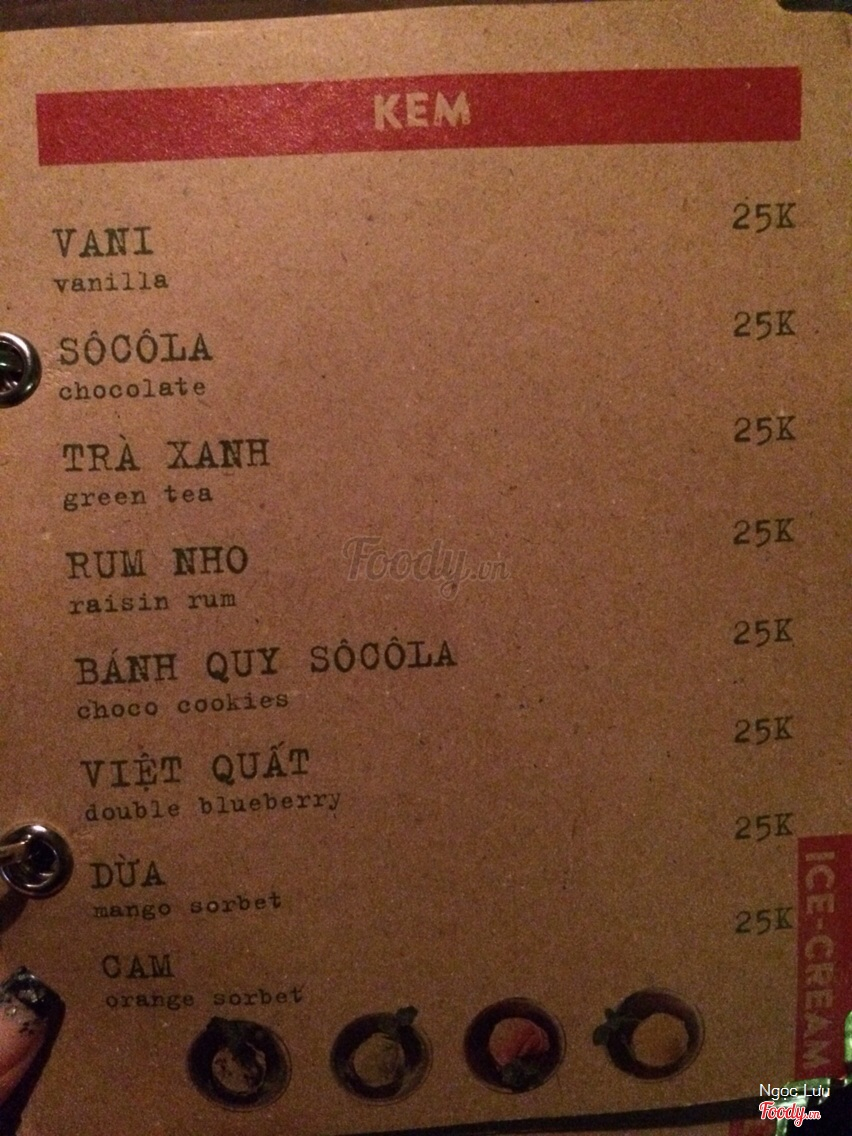 KEM
VANI 25K
vanilla
SÔCÔLA 25K
chocolate
TRÀ XANH 25K
green tea
RUM NHO 25K
raisin rum
BÁNH QUY SÔCÔLA 25K
choco cookies
VIỆT QUẤT 25K
double blueberry
DỪA 25K
mango sorbet
CAM 25K
orange sorbet
ICE-CREAM
Foody.vn
Ngọc Lưu
Foody.vn